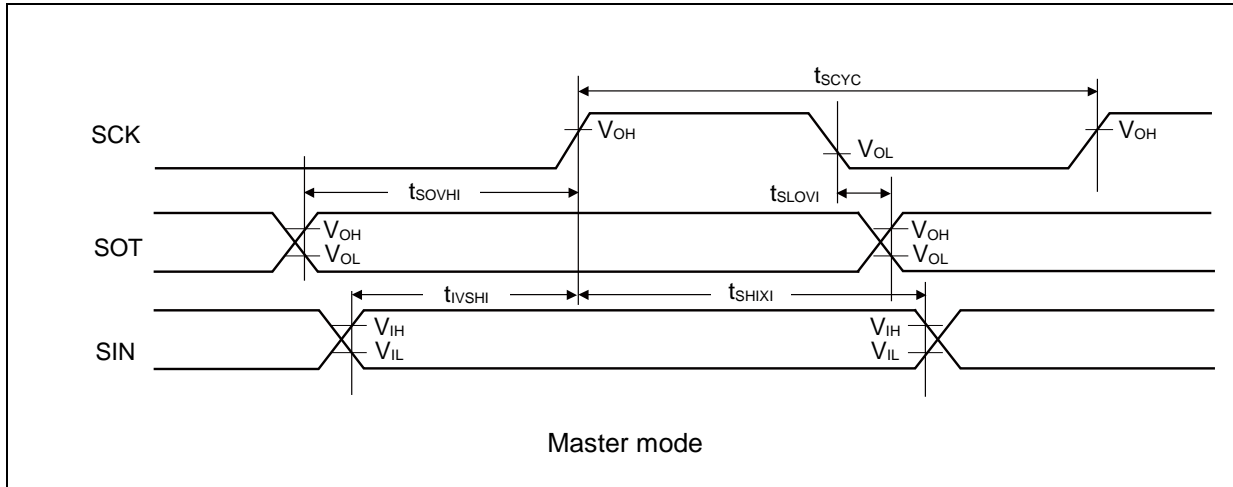 tSCYC
SCK
VOH
VOL
VOH
tSOVHI
tSLOVI
SOT
VOH
VOL
VOH
VOL
tIVSHI
tSHIXI
SIN
VIH
VIL
VIH
VIL
Master mode